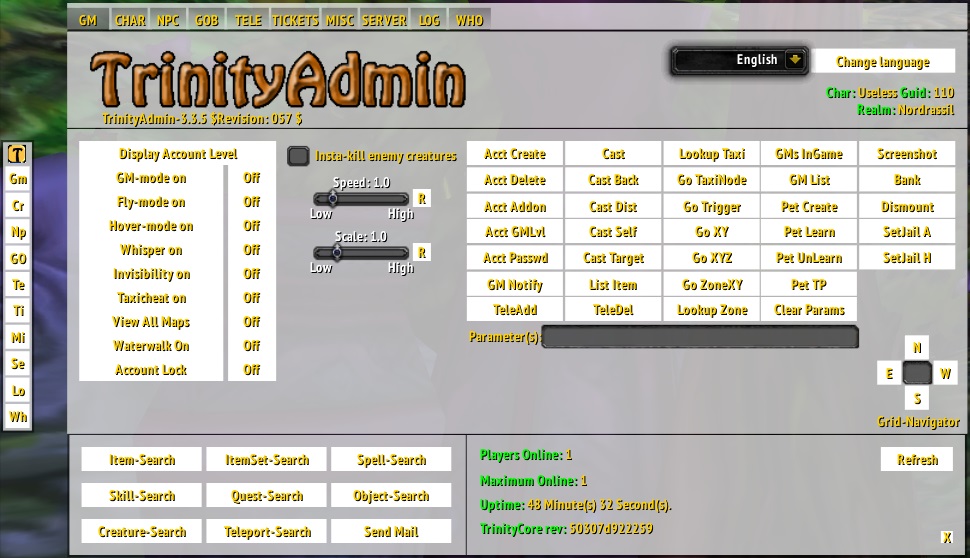 GM CHAR NPC GOB TELE TICKETS MISC SERVER LOG WHO
TrinityAdmin
TrinityAdmin-3.3.5 $Revision: 057 $
English
Change language
Char: Useless Guid: 110
Realm: Nordrassil
T
Gm
Cr
Np
GO
Te
Ti
Mi
Se
Lo
Wh
Display Account Level
GM-mode on Off
Fly-mode on Off
Hover-mode on Off
Whisper on Off
Invisibility on Off
Taxicheat on Off
View All Maps Off
Waterwalk On Off
Account Lock Off
Insta-kill enemy creatures
Speed: 1.0
R
Low High
Scale: 1.0
R
Low High
Acct Create Cast Lookup Taxi GMs InGame Screenshot
Acct Delete Cast Back Go TaxiNode GM List Bank
Acct Addon Cast Dist Go Trigger Pet Create Dismount
Acct GMLvl Cast Self Go XY Pet Learn SetJail A
Acct Passwd Cast Target Go XYZ Pet UnLearn SetJail H
GM Notify List Item Go ZoneXY Pet TP
TeleAdd TeleDel Lookup Zone Clear Params
Parameter(s):
N
E W
S
Grid-Navigator
Item-Search ItemSet-Search Spell-Search
Skill-Search Quest-Search Object-Search
Creature-Search Teleport-Search Send Mail
Players Online: 1
Maximum Online: 1
Uptime: 48 Minute(s) 32 Second(s).
TrinityCore rev: 50307d922259
Refresh
X